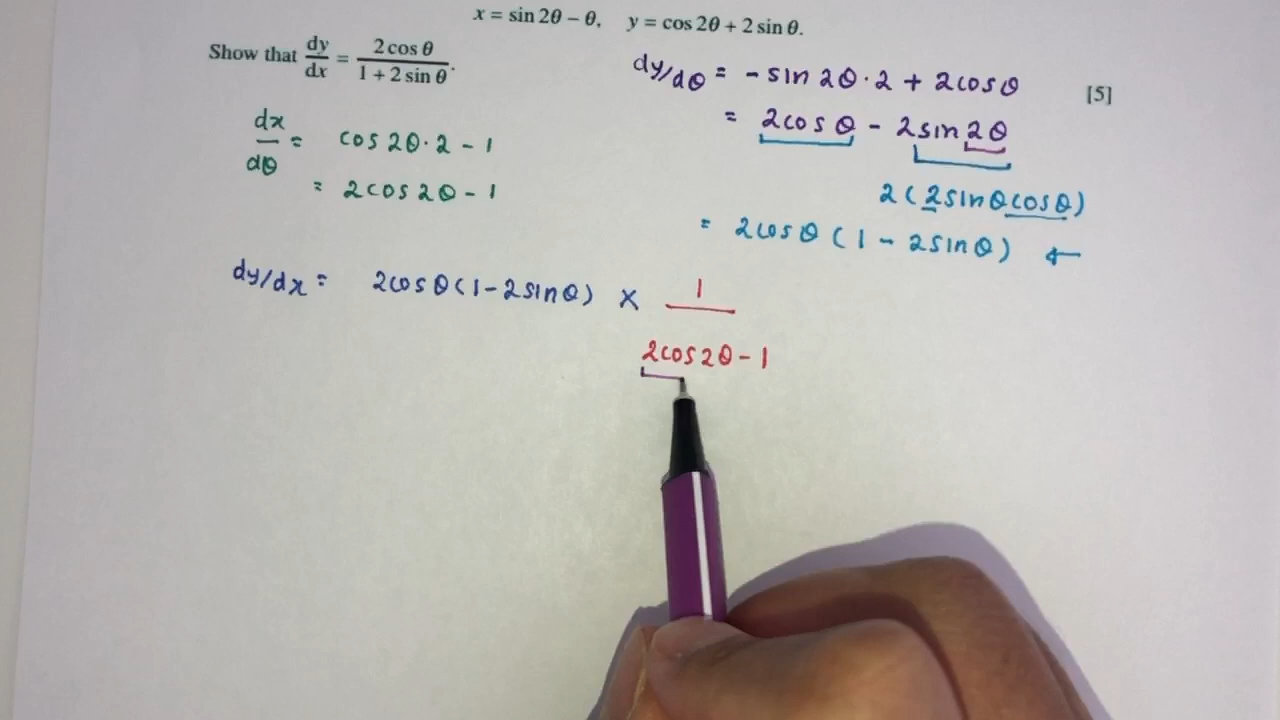 x = sin 2θ − θ, y = cos 2θ + 2 sin θ.
Show that dy/dx = 2 cos θ / 1 + 2 sin θ.
[5]
dx/dθ = cos 2θ · 2 − 1
= 2cos 2θ − 1
dy/dθ = − sin 2θ · 2 + 2cosθ
= 2cos θ − 2sin 2θ
2(2sinθcosθ)
= 2cosθ(1 − 2sinθ) ←
dy/dx = 2cosθ(1−2sinθ) × 1 / 2cos2θ−1